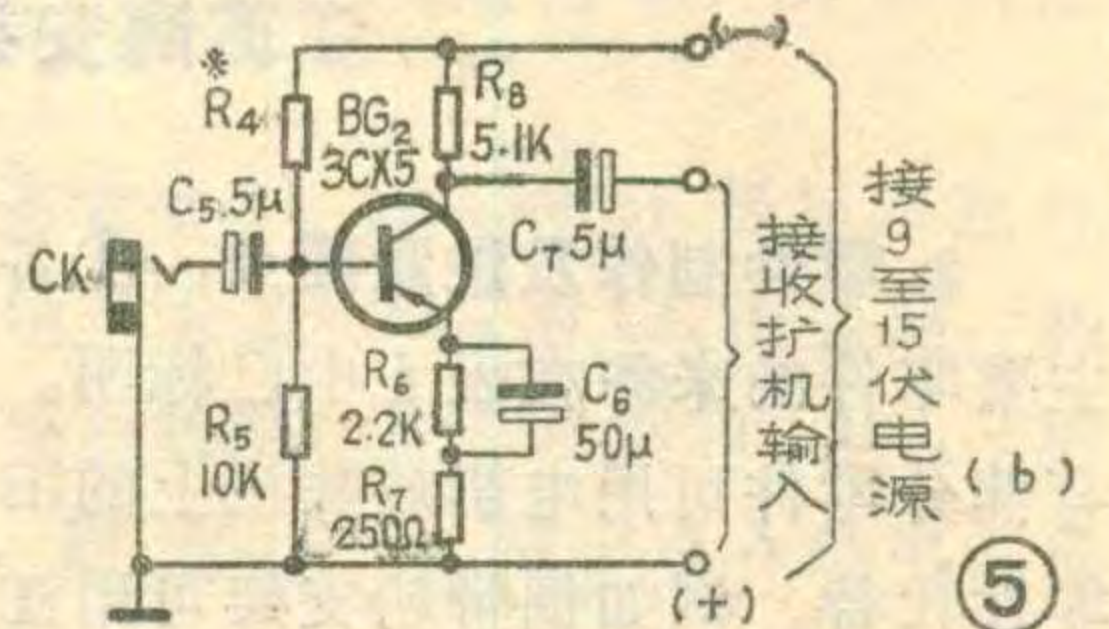 (—)
※
R4
R8
5.1K
BG2
3CX5
C5.5μ
C7 5μ
CK
R6
2.2K
C6
50μ
R5
10K
R7
250Ω
接收扩机输入
接9至15伏电源
(b)
(+)
⑤